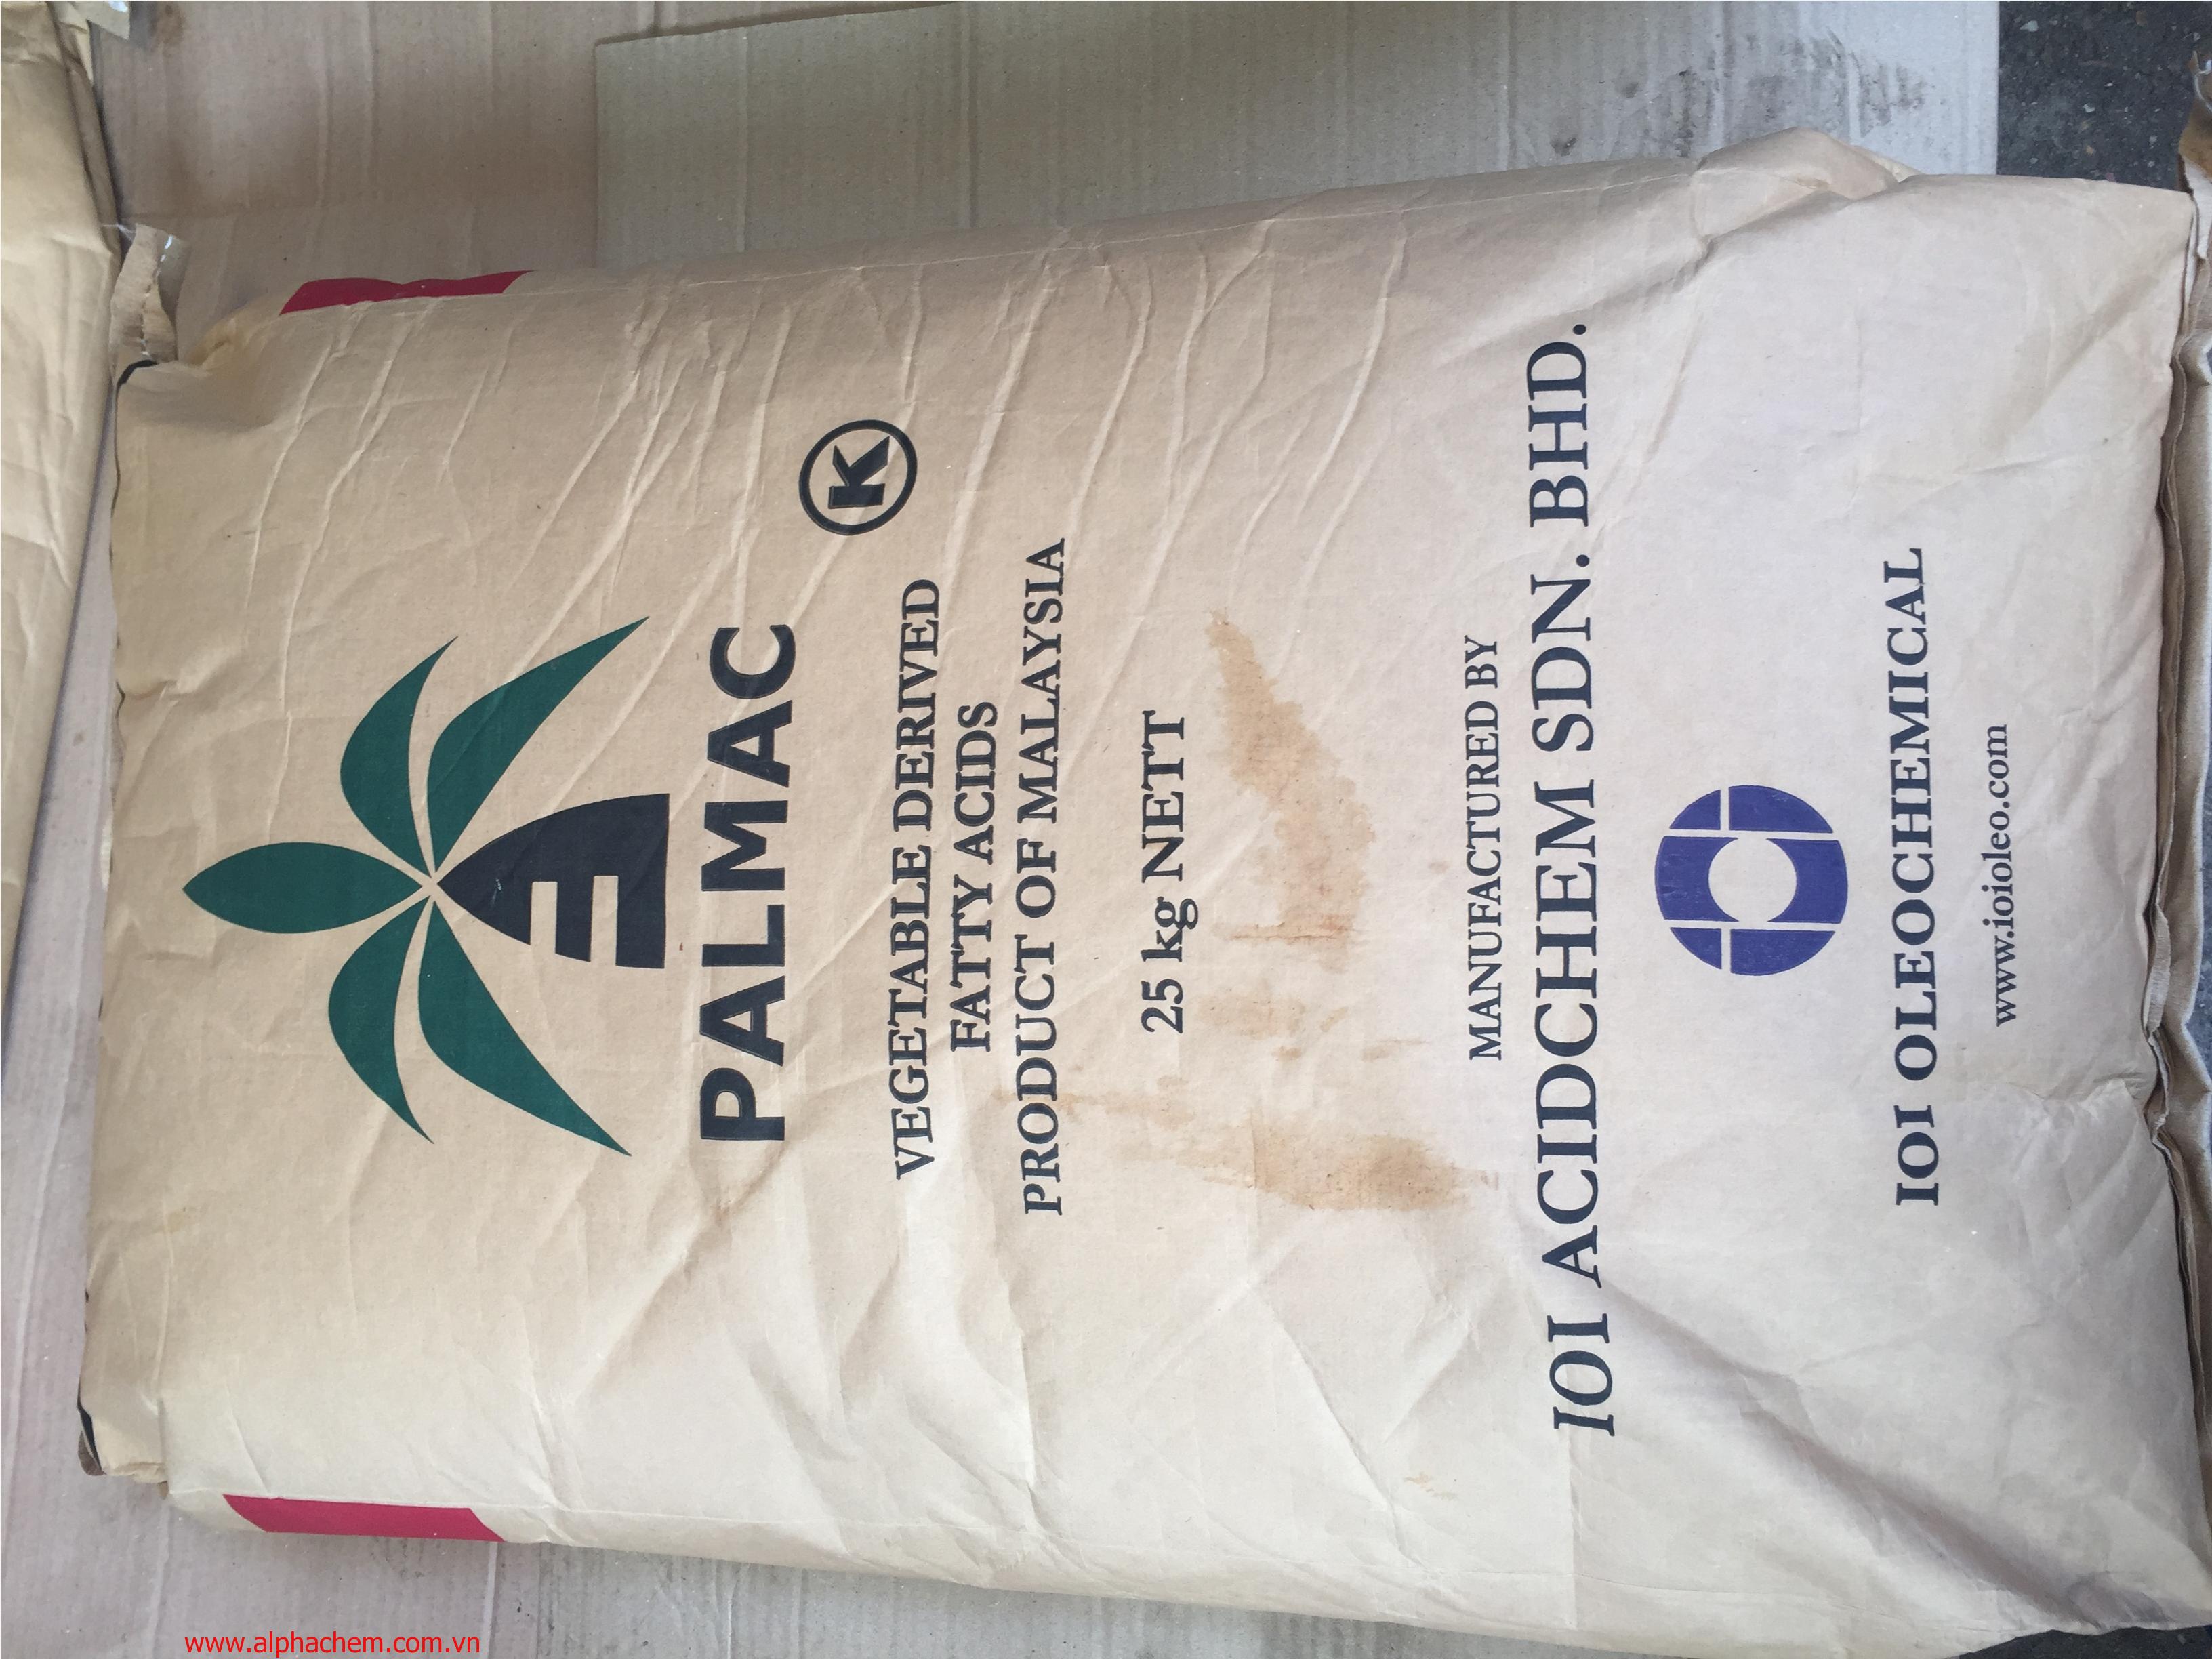 PALMAC
K
VEGETABLE DERIVED
FATTY ACIDS
PRODUCT OF MALAYSIA
25 kg NETT
MANUFACTURED BY
IOI ACIDCHEM SDN. BHD.
IOI OLEOCHEMICAL
www.ioioleo.com
www.alphachem.com.vn